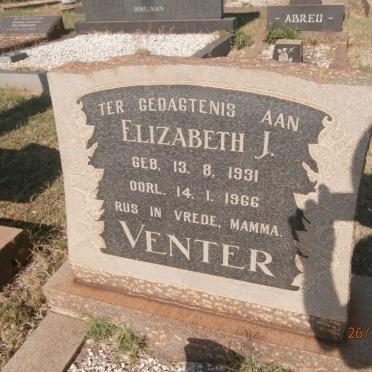 ABREU
TER GEDAGTENIS AAN
ELIZABETH J.
GEB. 13. 8. 1931
OORL. 14. 1. 1966
RUS IN VREDE, MAMMA.
VENTER
26